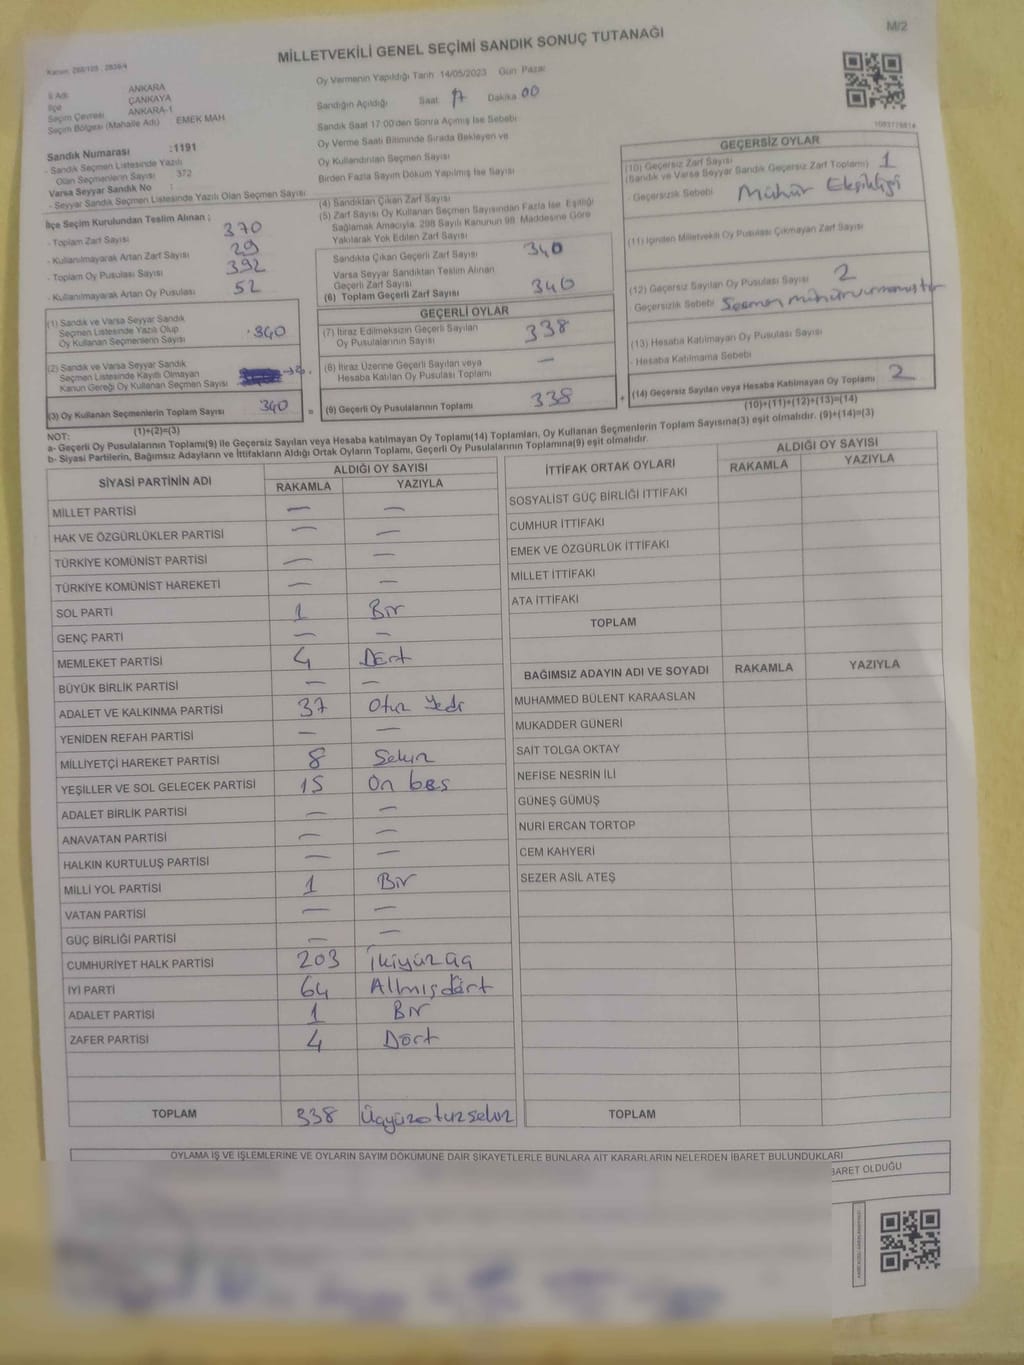 M/2
MİLLETVEKİLİ GENEL SEÇİMİ SANDIK SONUÇ TUTANAĞI
İl Adı ANKARA
İlçe ÇANKAYA
Seçim Çevresi ANKARA-1
Seçim Bölgesi (Mahalle Adı) EMEK MAH
Sandık Numarası :1191
- Sandık Seçmen Listesinde Yazılı
Olan Seçmenlerin Sayısı : 372
Varsa Seyyar Sandık No :
- Seyyar Sandık Seçmen Listesinde Yazılı Olan Seçmen Sayısı
Oy Vermenin Yapıldığı Tarih 14/05/2023 Gün Pazar
Sandığın Açıldığı Saat 17 Dakika 00
Sandık Saat 17:00'den Sonra Açmış İse Sebebi
Oy Verme Saati Bitiminde Sırada Bekleyen ve
Oy Kullandırılan Seçmen Sayısı
Birden Fazla Sayım Döküm Yapılmış İse Sayısı
İlçe Seçim Kurulundan Teslim Alınan ;
- Toplam Zarf Sayısı 370
- Kullanılmayarak Artan Zarf Sayısı 29
- Toplam Oy Pusulası Sayısı 392
- Kullanılmayarak Artan Oy Pusulası 52
(1) Sandık ve Varsa Seyyar Sandık
Seçmen Listesinde Yazılı Olup
Oy Kullanan Seçmenlerin Sayısı 340
(2) Sandık ve Varsa Seyyar Sandık
Seçmen Listesinde Kayıtlı Olmayan
Kanun Gereği Oy Kullanan Seçmen Sayısı
(3) Oy Kullanan Seçmenlerin Toplam Sayısı 340
(1)+(2)=(3)
(4) Sandıktan Çıkan Zarf Sayısı
(5) Zarf Sayısı Oy Kullanan Seçmen Sayısından Fazla İse Eşitliği
Sağlamak Amacıyla, 298 Sayılı Kanunun 98. Maddesine Göre
Yakılarak Yok Edilen Zarf Sayısı
Sandıkta Çıkan Geçerli Zarf Sayısı 340
Varsa Seyyar Sandıktan Teslim Alınan
Geçerli Zarf Sayısı
(6) Toplam Geçerli Zarf Sayısı 340
GEÇERLİ OYLAR
(7) İtiraz Edilmeksizin Geçerli Sayılan
Oy Pusulalarının Sayısı 338
(8) İtiraz Üzerine Geçerli Sayılan veya
Hesaba Katılan Oy Pusulası Toplamı —
= (9) Geçerli Oy Pusulalarının Toplamı 338 +
GEÇERSİZ OYLAR
(10) Geçersiz Zarf Sayısı
(Sandık ve Varsa Seyyar Sandık Geçersiz Zarf Toplamı) 1
- Geçersizlik Sebebi Mühür Eksikliği
(11) İçinden Milletvekili Oy Pusulası Çıkmayan Zarf Sayısı
(12) Geçersiz Sayılan Oy Pusulası Sayısı 2
Geçersizlik Sebebi Seçmen mühür vurmamıştır
(13) Hesaba Katılmayan Oy Pusulası Sayısı
- Hesaba Katılmama Sebebi
(14) Geçersiz Sayılan veya Hesaba Katılmayan Oy Toplamı 2
(10)+(11)+(12)+(13)=(14)
NOT:
a- Geçerli Oy Pusulalarının Toplamı(9) ile Geçersiz Sayılan veya Hesaba katılmayan Oy Toplamı(14) Toplamları, Oy Kullanan Seçmenlerin Toplam Sayısına(3) eşit olmalıdır. (9)+(14)=(3)
b- Siyasi Partilerin, Bağımsız Adayların ve İttifakların Aldığı Ortak Oyların Toplamı, Geçerli Oy Pusulalarının Toplamına(9) eşit olmalıdır.
SİYASİ PARTİNİN ADI ALDIĞI OY SAYISI
RAKAMLA YAZIYLA
MİLLET PARTİSİ — —
HAK VE ÖZGÜRLÜKLER PARTİSİ — —
TÜRKİYE KOMÜNİST PARTİSİ — —
TÜRKİYE KOMÜNİST HAREKETİ — —
SOL PARTİ 1 Bir
GENÇ PARTİ — —
MEMLEKET PARTİSİ 4 Dört
BÜYÜK BİRLİK PARTİSİ — —
ADALET VE KALKINMA PARTİSİ 37 Otuz Yedi
YENİDEN REFAH PARTİSİ — —
MİLLİYETÇİ HAREKET PARTİSİ 8 Sekiz
YEŞİLLER VE SOL GELECEK PARTİSİ 15 On beş
ADALET BİRLİK PARTİSİ — —
ANAVATAN PARTİSİ — —
HALKIN KURTULUŞ PARTİSİ — —
MİLLİ YOL PARTİSİ 1 Bir
VATAN PARTİSİ — —
GÜÇ BİRLİĞİ PARTİSİ — —
CUMHURİYET HALK PARTİSİ 203 İkiyüzüç
İYİ PARTİ 64 Altmışdört
ADALET PARTİSİ 1 Bir
ZAFER PARTİSİ 4 Dört
TOPLAM 338 Üçyüzotuzsekiz
İTTİFAK ORTAK OYLARI ALDIĞI OY SAYISI
RAKAMLA YAZIYLA
SOSYALİST GÜÇ BİRLİĞİ İTTİFAKI
CUMHUR İTTİFAKI
EMEK VE ÖZGÜRLÜK İTTİFAKI
MİLLET İTTİFAKI
ATA İTTİFAKI
TOPLAM
BAĞIMSIZ ADAYIN ADI VE SOYADI RAKAMLA YAZIYLA
MUHAMMED BÜLENT KARAASLAN
MUKADDER GÜNERİ
SAİT TOLGA OKTAY
NEFİSE NESRİN İLİ
GÜNEŞ GÜMÜŞ
NURİ ERCAN TORTOP
CEM KAHYERİ
SEZER ASİL ATEŞ
TOPLAM
OYLAMA İŞ VE İŞLEMLERİNE VE OYLARIN SAYIM DÖKÜMÜNE DAİR ŞİKAYETLERLE BUNLARA AİT KARARLARIN NELERDEN İBARET BULUNDUKLARI
BARET OLDUĞU